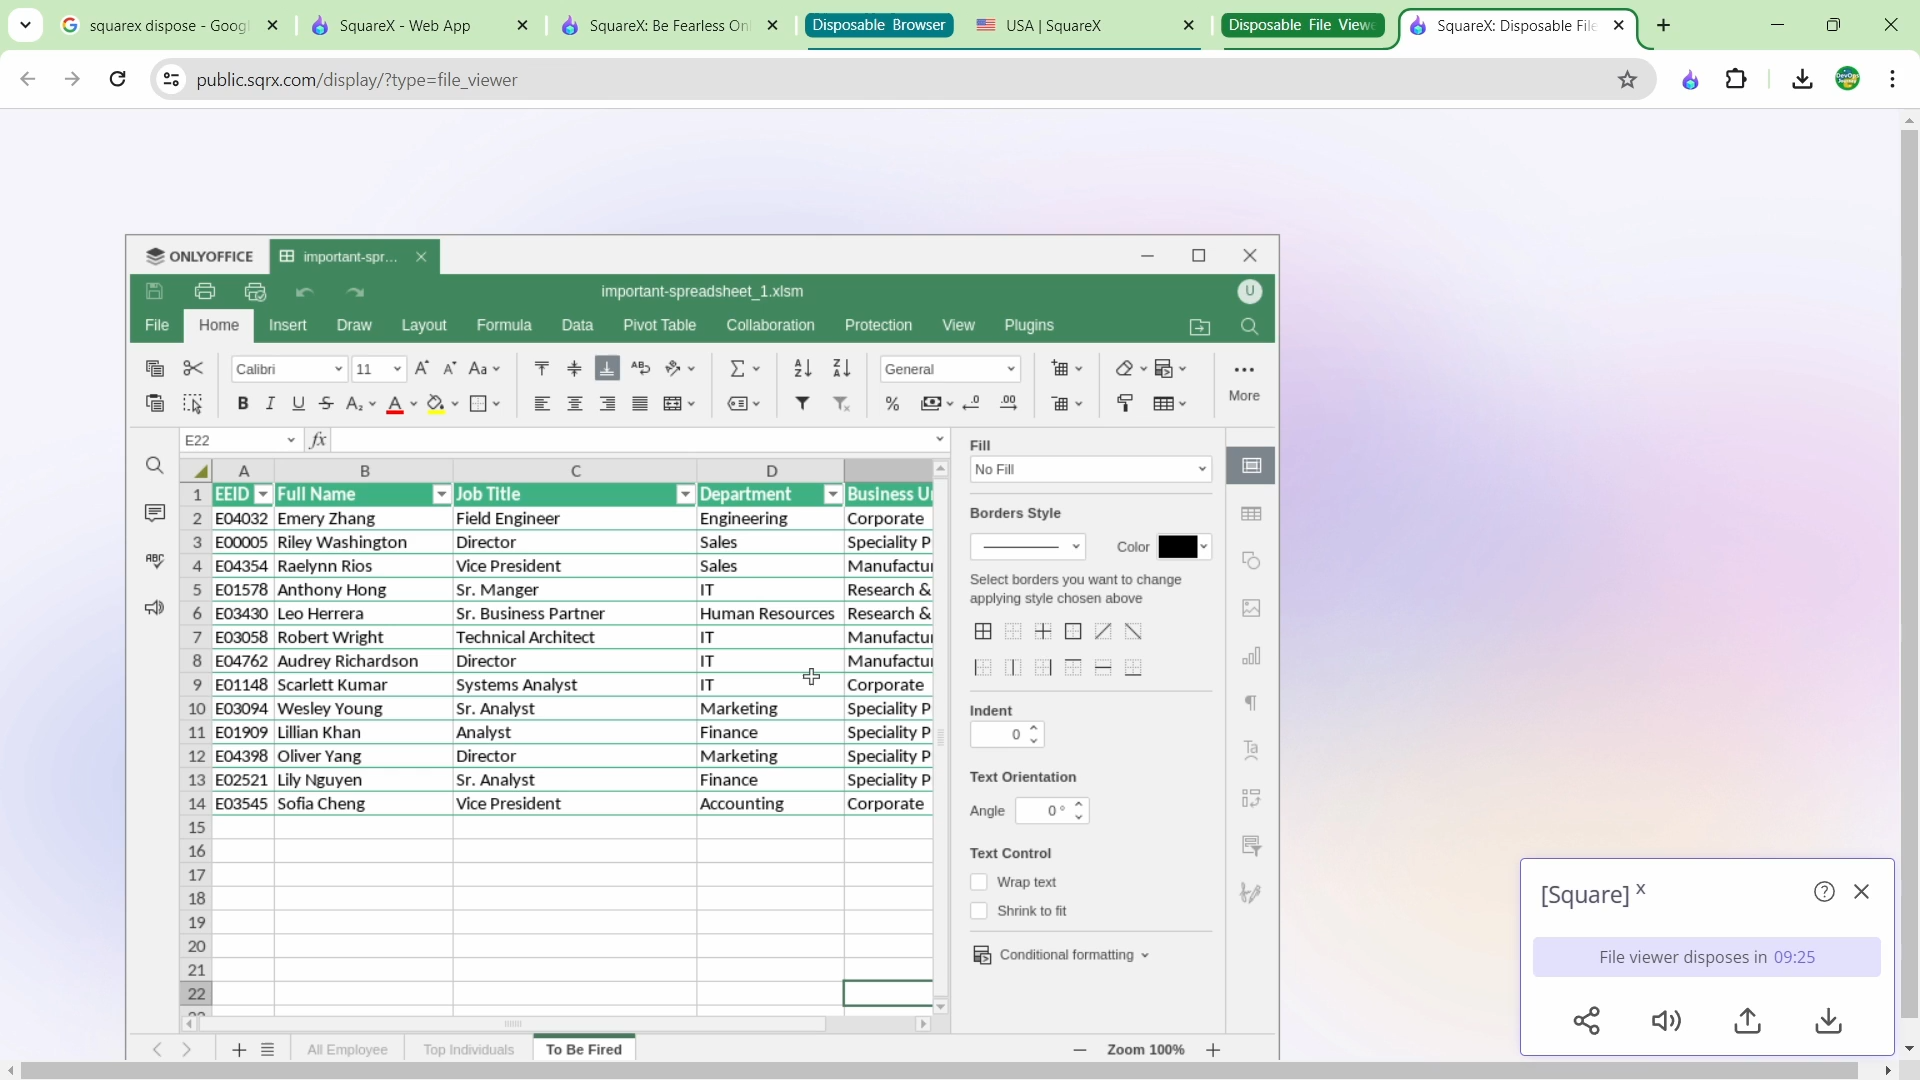 squarex dispose - Goog
SquareX - Web App
SquareX: Be Fearless On
Disposable Browser
USA | SquareX
Disposable File View
SquareX: Disposable File
public.sqrx.com/display/?type=file_viewer
ONLYOFFICE
important-spr...
important-spreadsheet_1.xlsm
U
File Home Insert Draw Layout Formula Data Pivot Table Collaboration Protection View Plugins
Calibri 11 Aa General
More
E22 fx
Fill
No Fill
A B C D
1 EEID Full Name Job Title Department Business U
2 E04032 Emery Zhang Field Engineer Engineering Corporate
3 E00005 Riley Washington Director Sales Speciality P
4 E04354 Raelynn Rios Vice President Sales Manufactu
5 E01578 Anthony Hong Sr. Manger IT Research &
6 E03430 Leo Herrera Sr. Business Partner Human Resources Research &
7 E03058 Robert Wright Technical Architect IT Manufactu
8 E04762 Audrey Richardson Director IT Manufactu
9 E01148 Scarlett Kumar Systems Analyst IT Corporate
10 E03094 Wesley Young Sr. Analyst Marketing Speciality P
11 E01909 Lillian Khan Analyst Finance Speciality P
12 E04398 Oliver Yang Director Marketing Speciality P
13 E02521 Lily Nguyen Sr. Analyst Finance Speciality P
14 E03545 Sofia Cheng Vice President Accounting Corporate
15
16
17
18
19
20
21
22
Borders Style
Color
Select borders you want to change
applying style chosen above
Indent
0
Text Orientation
Angle 0 °
Text Control
Wrap text
Shrink to fit
Conditional formatting
All Employee Top Individuals To Be Fired
Zoom 100%
[Square] x
File viewer disposes in 09:25